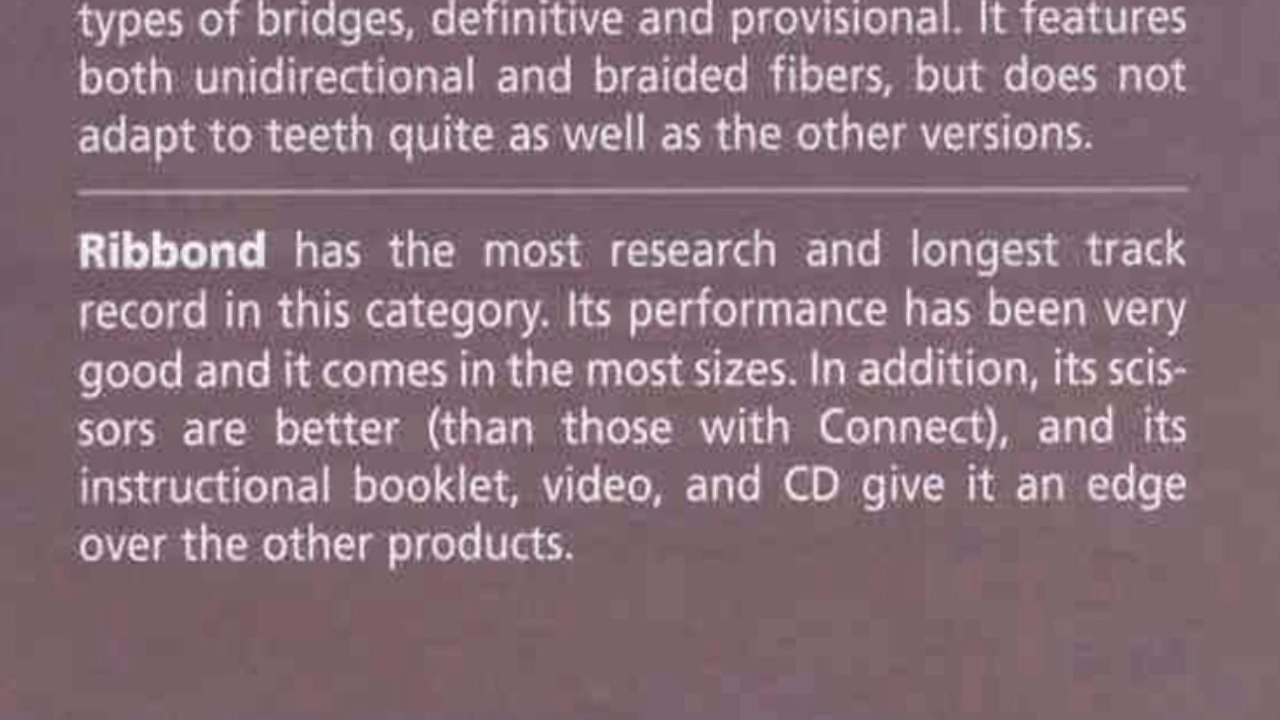 types of bridges, definitive and provisional. It features
both unidirectional and braided fibers, but does not
adapt to teeth quite as well as the other versions.
Ribbond has the most research and longest track
record in this category. Its performance has been very
good and it comes in the most sizes. In addition, its scis-
sors are better (than those with Connect), and its
instructional booklet, video, and CD give it an edge
over the other products.